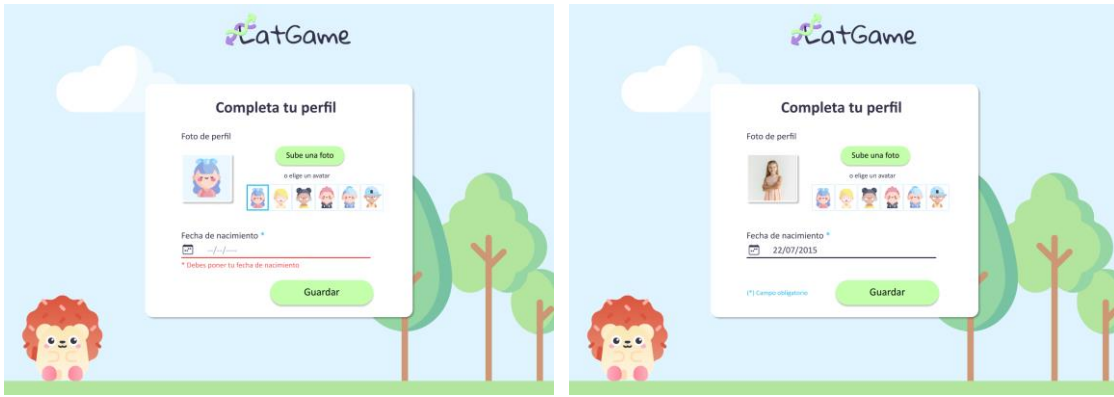 EatGame
Completa tu perfil
Foto de perfil
Sube una foto
o elige un avatar
Fecha de nacimiento *
--/--/----
* Debes poner tu fecha de nacimiento
Guardar
EatGame
Completa tu perfil
Foto de perfil
Sube una foto
o elige un avatar
Fecha de nacimiento *
22/07/2015
(*) Campo obligatorio
Guardar